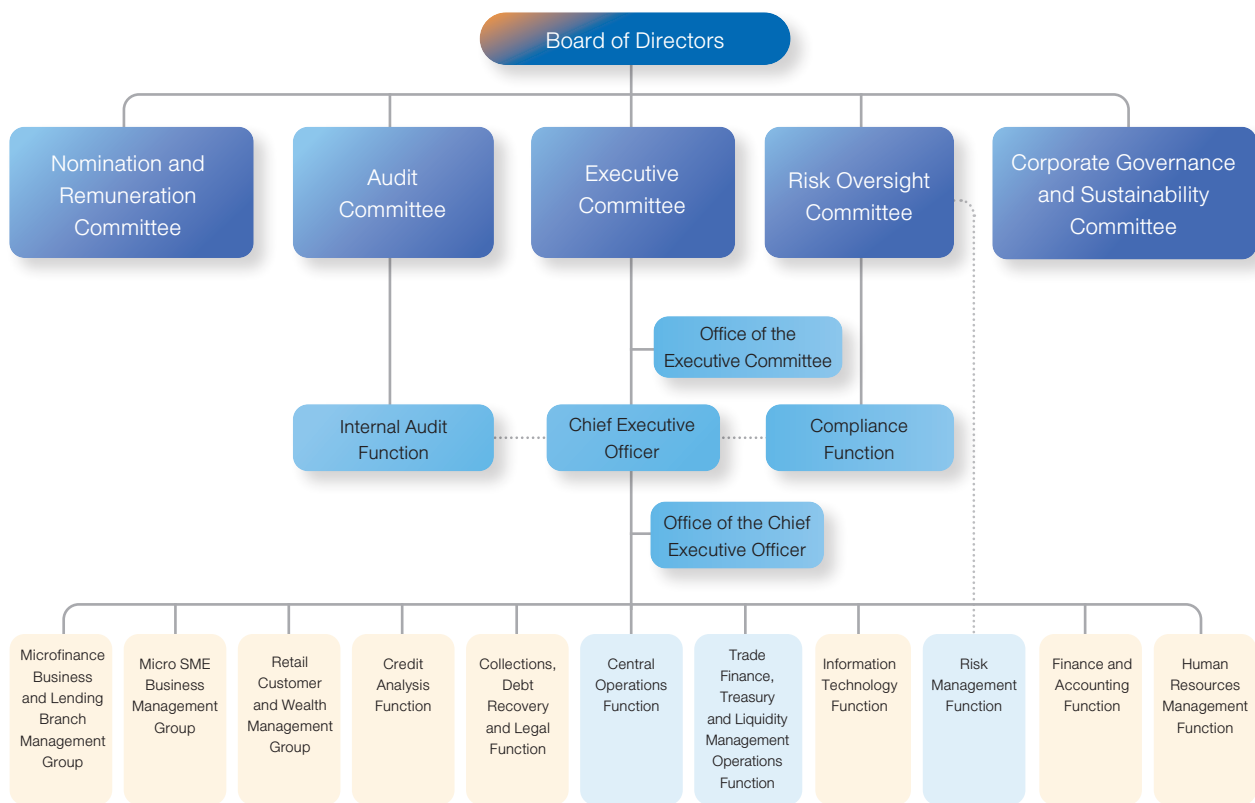 Board of Directors
Nomination and
Remuneration
Committee
Audit
Committee
Executive
Committee
Risk Oversight
Committee
Corporate Governance
and Sustainability
Committee
Office of the
Executive Committee
Internal Audit
Function
Chief Executive
Officer
Compliance
Function
Office of the Chief
Executive Officer
Microfinance
Business
and Lending
Branch
Management
Group
Micro SME
Business
Management
Group
Retail
Customer
and Wealth
Management
Group
Credit
Analysis
Function
Collections,
Debt
Recovery
and Legal
Function
Central
Operations
Function
Trade
Finance,
Treasury
and Liquidity
Management
Operations
Function
Information
Technology
Function
Risk
Management
Function
Finance and
Accounting
Function
Human
Resources
Management
Function